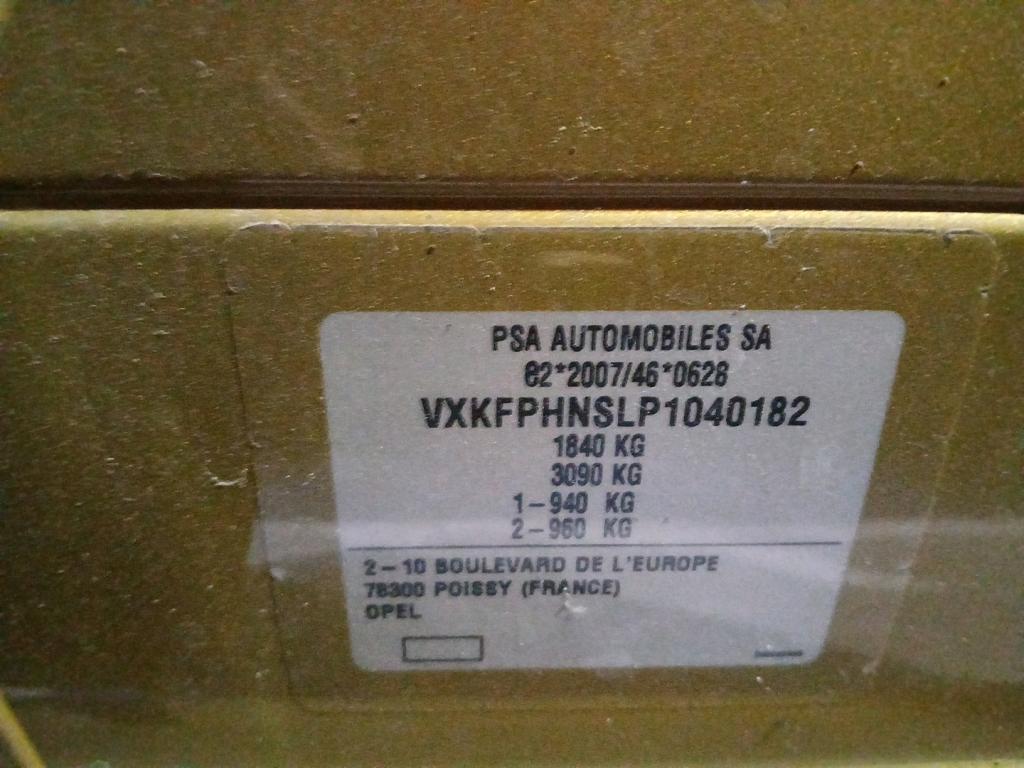 PSA AUTOMOBILES SA
e2*2007/46*0628
VXKFPHNSLP1040182
1840 KG
3090 KG
1-940 KG
2-960 KG
2-10 BOULEVARD DE L'EUROPE
78300 POISSY (FRANCE)
OPEL